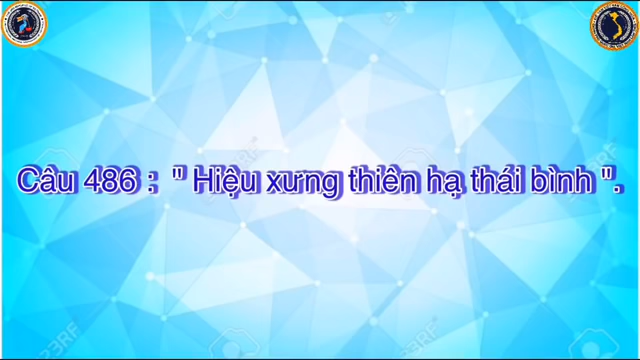 Câu 486 : " Hiệu xưng thiên hạ thái bình ".